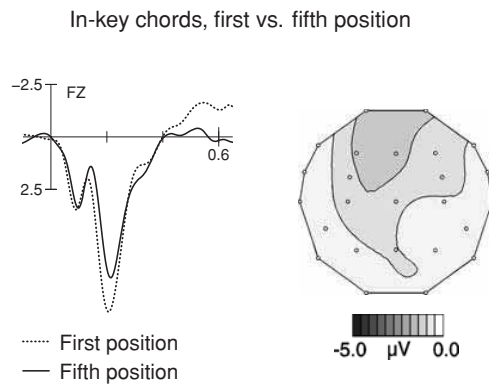 In-key chords, first vs. fifth position
-2.5
FZ
0.6
2.5
First position
Fifth position
-5.0 µV 0.0